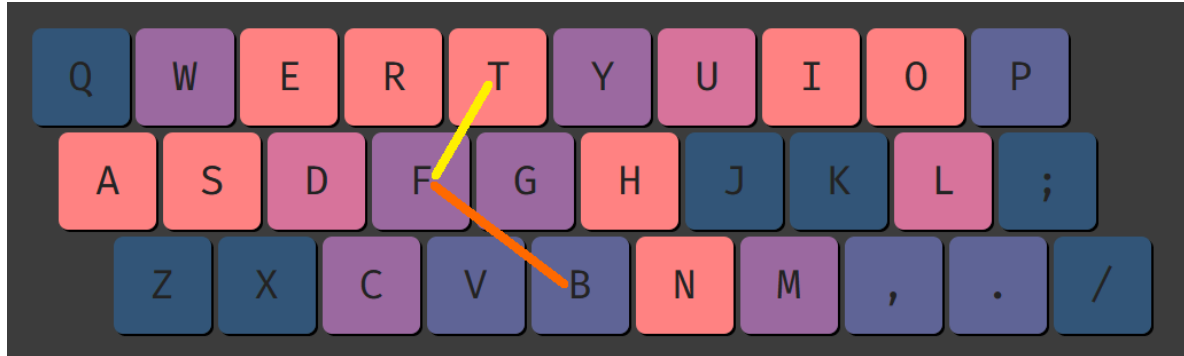 Q W E R T Y U I O P
A S D F G H J K L ;
Z X C V B N M , . /